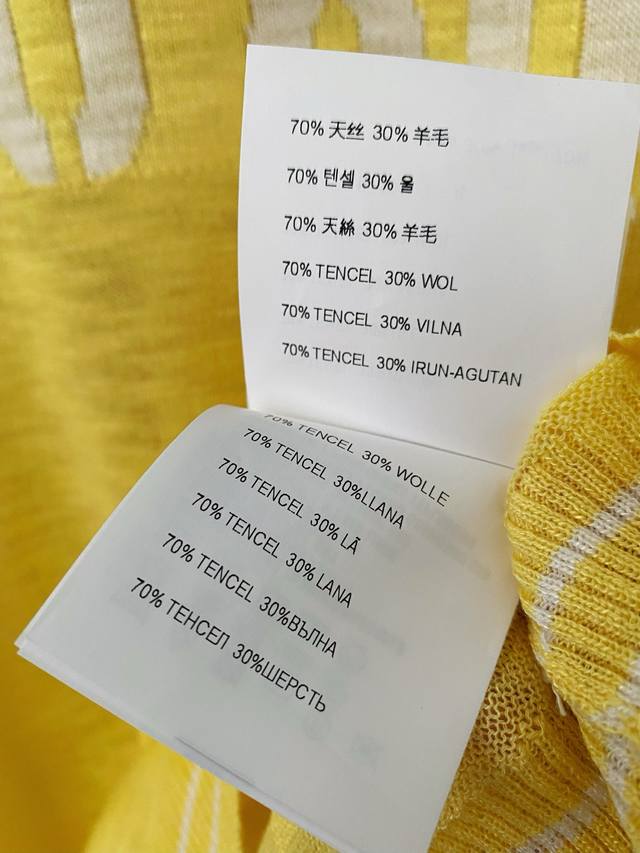 70% 天丝 30% 羊毛
70% 텐셀 30% 울
70% 天絲 30% 羊毛
70% TENCEL 30% WOL
70% TENCEL 30% VILNA
70% TENCEL 30% IRUN-AGUTAN
70% TENCEL 30% WOLLE
70% TENCEL 30%LLANA
70% TENCEL 30% LÃ
70% TENCEL 30% LANA
70% TENCEL 30%ВЪЛНА
70% ТЕНСЕЛ 30%ШЕРСТЬ